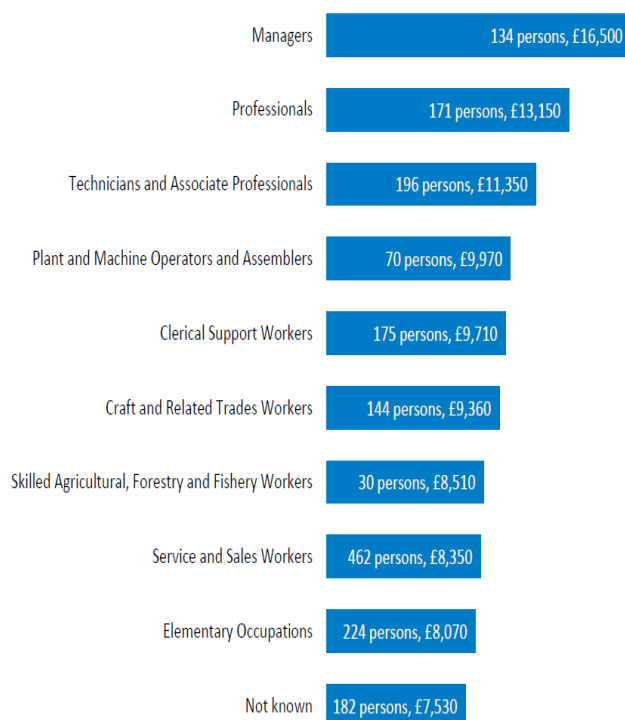 Managers 134 persons, £16,500
Professionals 171 persons, £13,150
Technicians and Associate Professionals 196 persons, £11,350
Plant and Machine Operators and Assemblers 70 persons, £9,970
Clerical Support Workers 175 persons, £9,710
Craft and Related Trades Workers 144 persons, £9,360
Skilled Agricultural, Forestry and Fishery Workers 30 persons, £8,510
Service and Sales Workers 462 persons, £8,350
Elementary Occupations 224 persons, £8,070
Not known 182 persons, £7,530